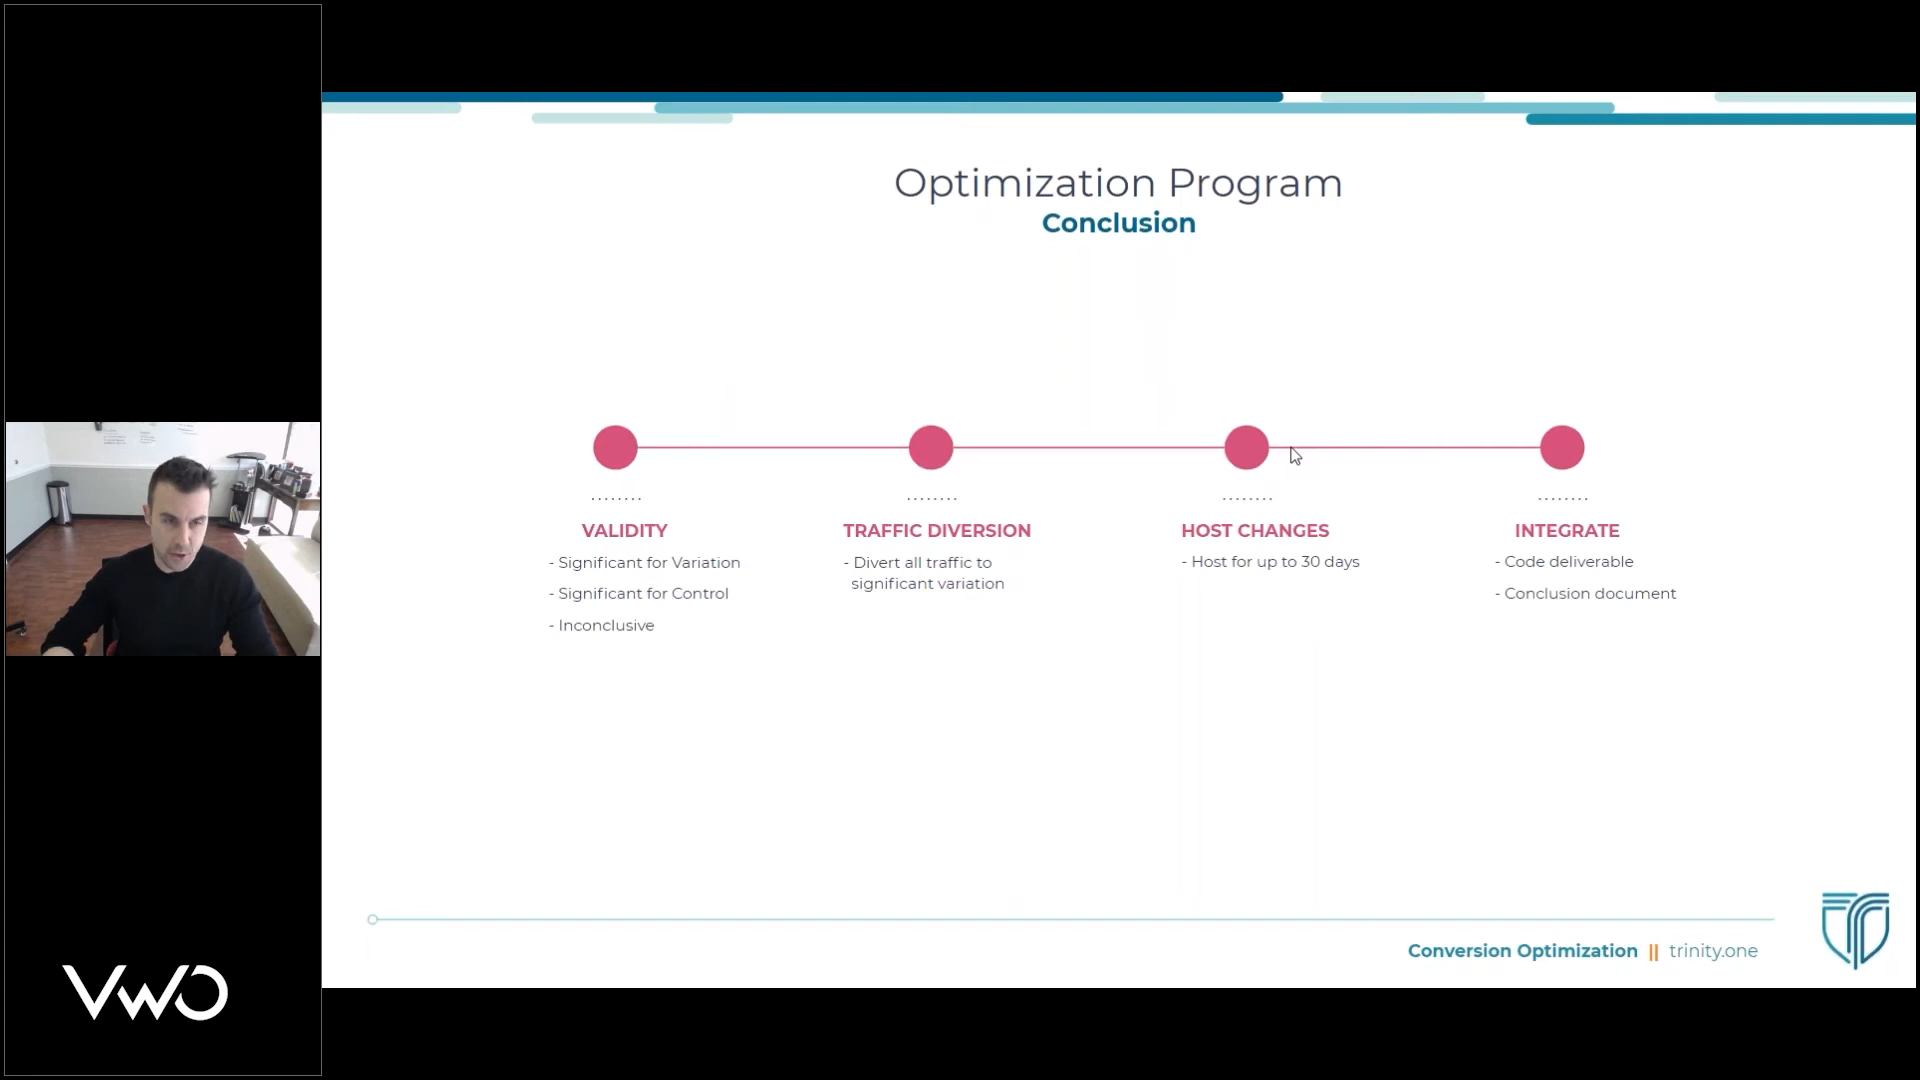 Optimization Program
Conclusion
VALIDITY
- Significant for Variation
- Significant for Control
- Inconclusive
TRAFFIC DIVERSION
- Divert all traffic to
significant variation
HOST CHANGES
- Host for up to 30 days
INTEGRATE
- Code deliverable
- Conclusion document
Conversion Optimization || trinity.one
VWO